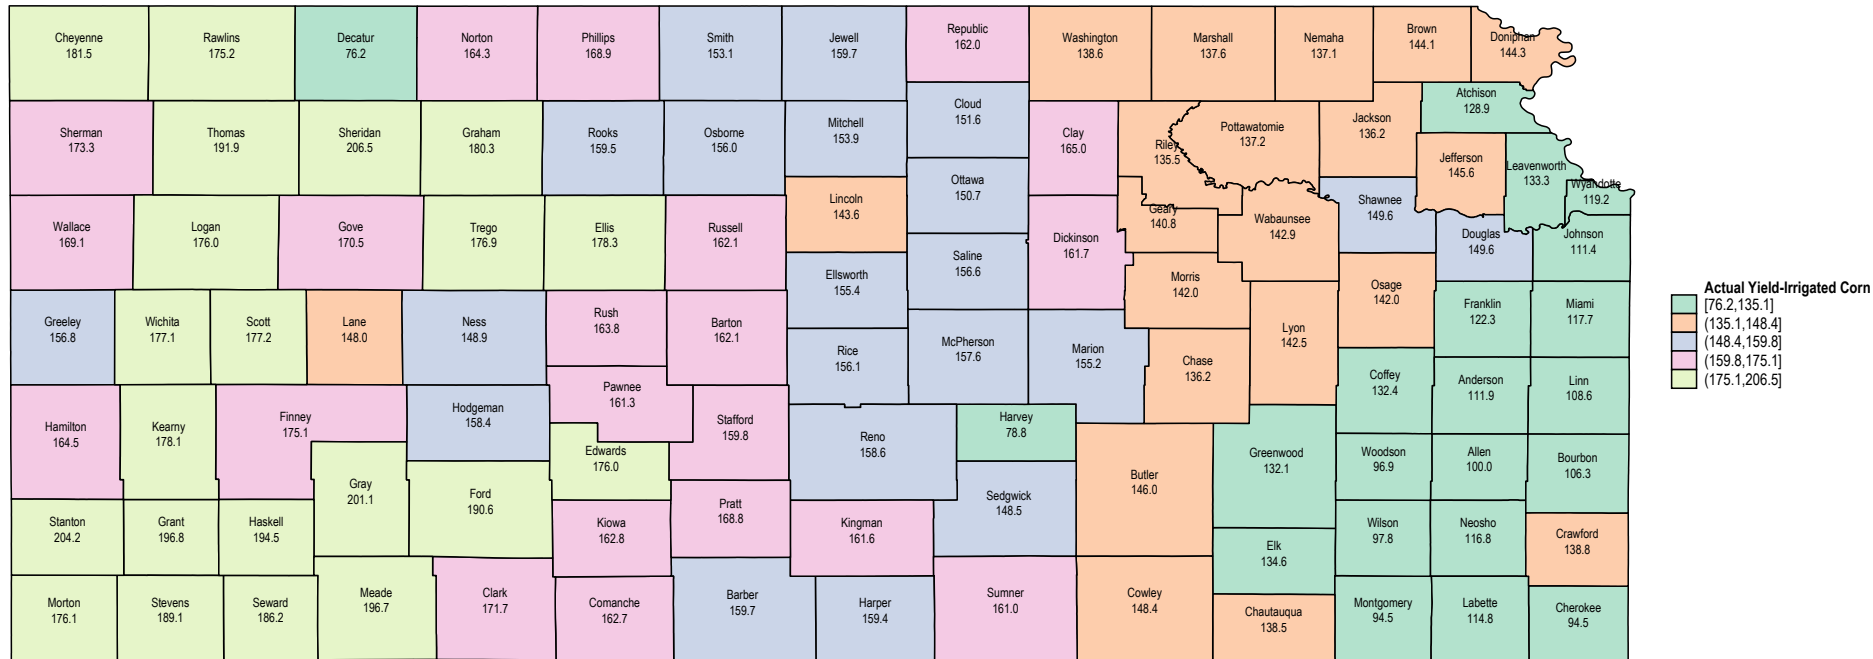 Cheyenne
181.5
Rawlins
175.2
Decatur
76.2
Norton
164.3
Phillips
168.9
Smith
153.1
Jewell
159.7
Republic
162.0
Washington
138.6
Marshall
137.6
Nemaha
137.1
Brown
144.1
Doniphan
144.3
Atchison
128.9
Sherman
173.3
Thomas
191.9
Sheridan
206.5
Graham
180.3
Rooks
159.5
Osborne
156.0
Mitchell
153.9
Cloud
151.6
Clay
165.0
Riley
135.5
Pottawatomie
137.2
Jackson
136.2
Jefferson
145.6
Leavenworth
133.3
Wyandotte
119.2
Wallace
169.1
Logan
176.0
Gove
170.5
Trego
176.9
Ellis
178.3
Russell
162.1
Lincoln
143.6
Ottawa
150.7
Saline
156.6
Dickinson
161.7
Geary
140.8
Wabaunsee
142.9
Shawnee
149.6
Douglas
149.6
Johnson
111.4
Greeley
156.8
Wichita
177.1
Scott
177.2
Lane
148.0
Ness
148.9
Rush
163.8
Barton
162.1
Ellsworth
155.4
Rice
156.1
McPherson
157.6
Marion
155.2
Morris
142.0
Chase
136.2
Lyon
142.5
Osage
142.0
Franklin
122.3
Miami
117.7
Hamilton
164.5
Kearny
178.1
Finney
175.1
Hodgeman
158.4
Pawnee
161.3
Stafford
159.8
Reno
158.6
Harvey
78.8
Coffey
132.4
Anderson
111.9
Linn
108.6
Gray
201.1
Ford
190.6
Edwards
176.0
Pratt
168.8
Sedgwick
148.5
Butler
146.0
Greenwood
132.1
Woodson
96.9
Allen
100.0
Bourbon
106.3
Stanton
204.2
Grant
196.8
Haskell
194.5
Kiowa
162.8
Kingman
161.6
Elk
134.6
Wilson
97.8
Neosho
116.8
Crawford
138.8
Morton
176.1
Stevens
189.1
Seward
186.2
Meade
196.7
Clark
171.7
Comanche
162.7
Barber
159.7
Harper
159.4
Sumner
161.0
Cowley
148.4
Chautauqua
138.5
Montgomery
94.5
Labette
114.8
Cherokee
94.5
Actual Yield-Irrigated Corn
[76.2,135.1]
(135.1,148.4]
(148.4,159.8]
(159.8,175.1]
(175.1,206.5]